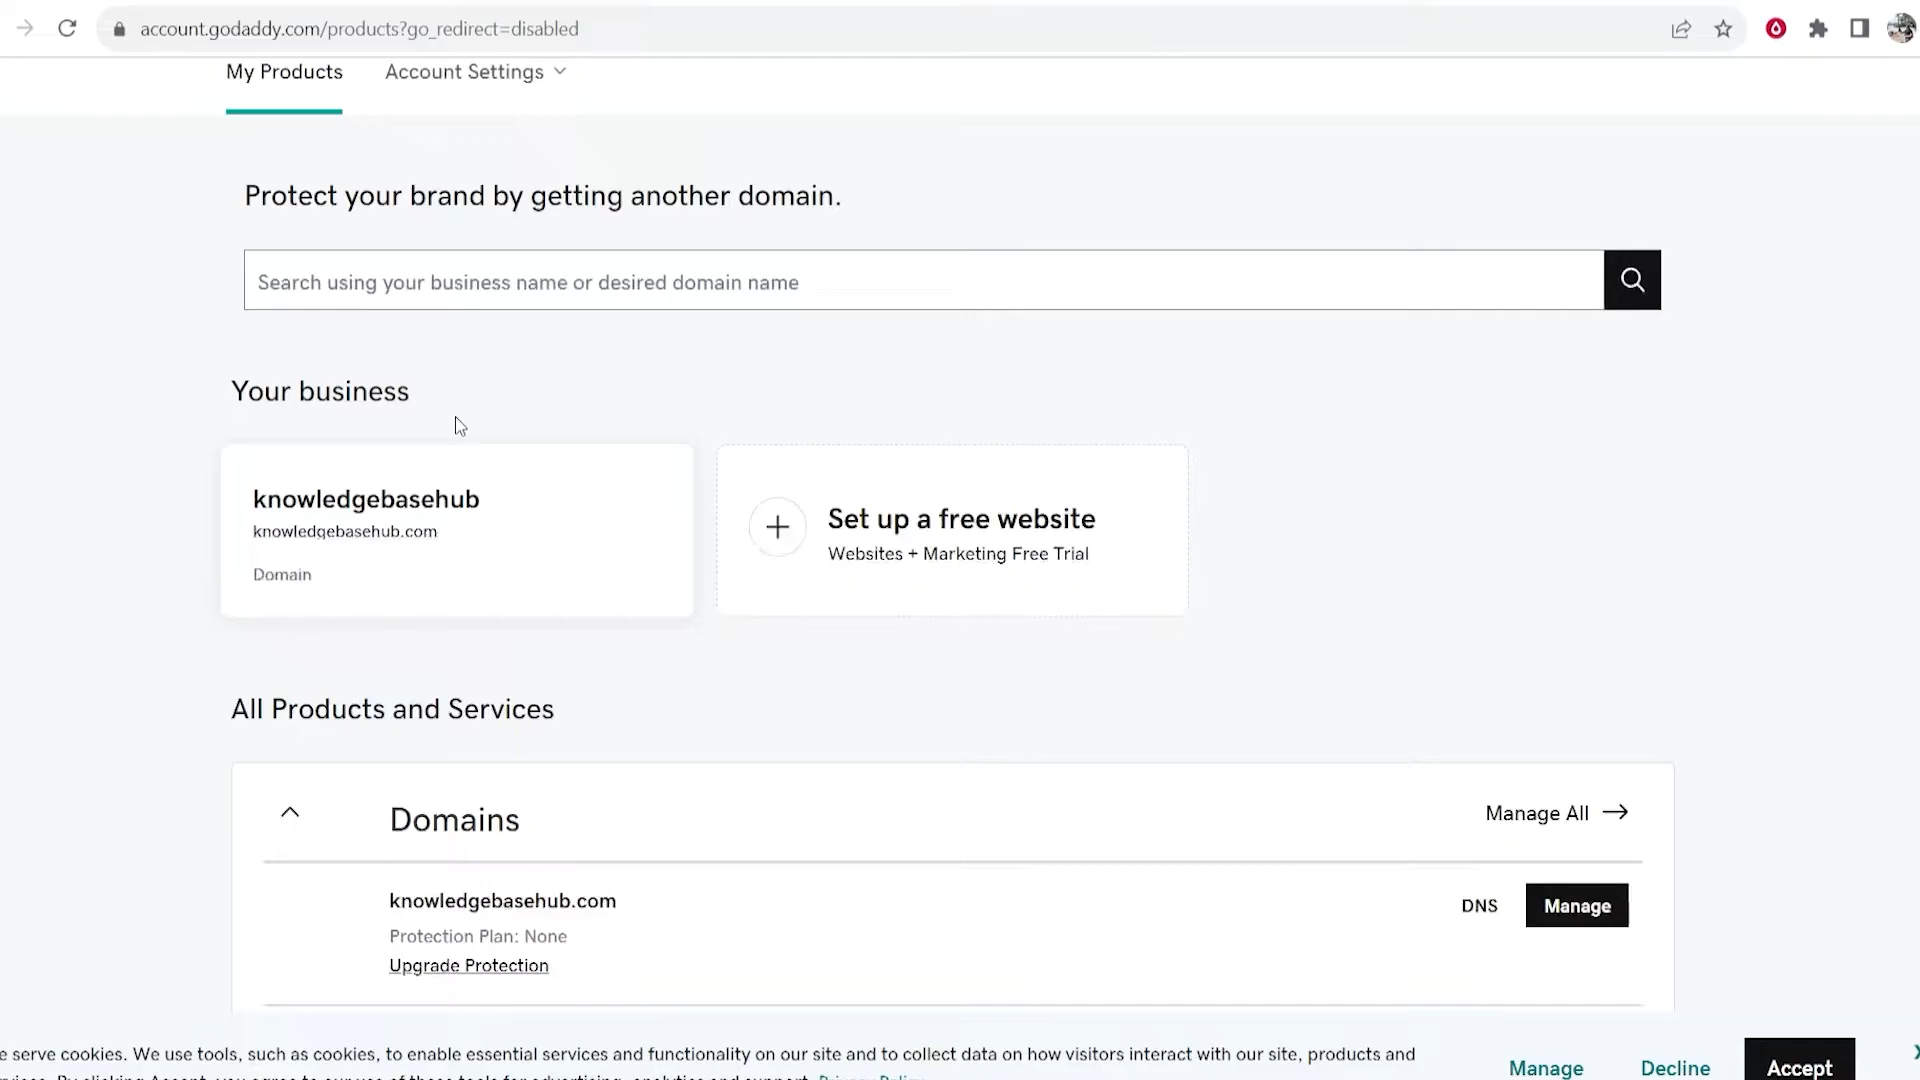 account.godaddy.com/products?go_redirect=disabled
My Products
Account Settings
Protect your brand by getting another domain.
Search using your business name or desired domain name
Your business
knowledgebasehub
knowledgebasehub.com
Domain
Set up a free website
Websites + Marketing Free Trial
All Products and Services
Domains
Manage All
knowledgebasehub.com
DNS
Manage
Protection Plan: None
Upgrade Protection
e serve cookies. We use tools, such as cookies, to enable essential services and functionality on our site and to collect data on how visitors interact with our site, products and
Manage
Decline
Accept